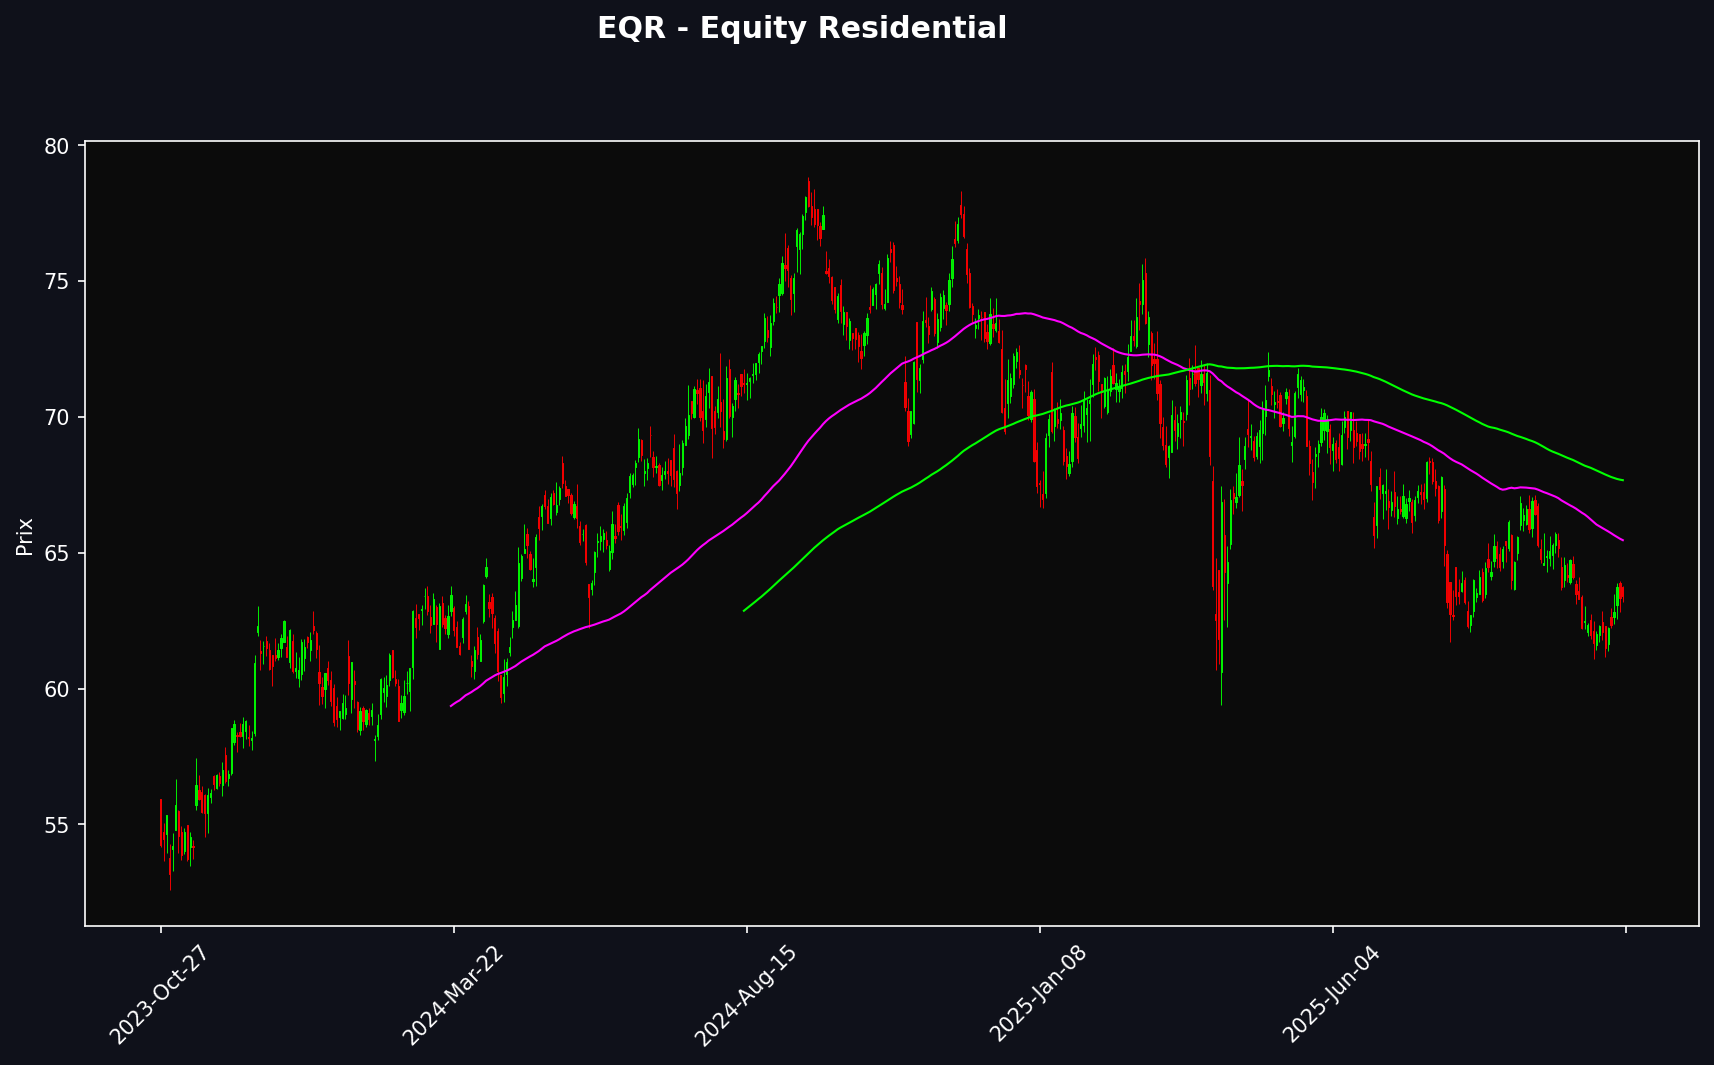 EQR - Equity Residential
Prix
80
75
70
65
60
55
2023-Oct-27
2024-Mar-22
2024-Aug-15
2025-Jan-08
2025-Jun-04